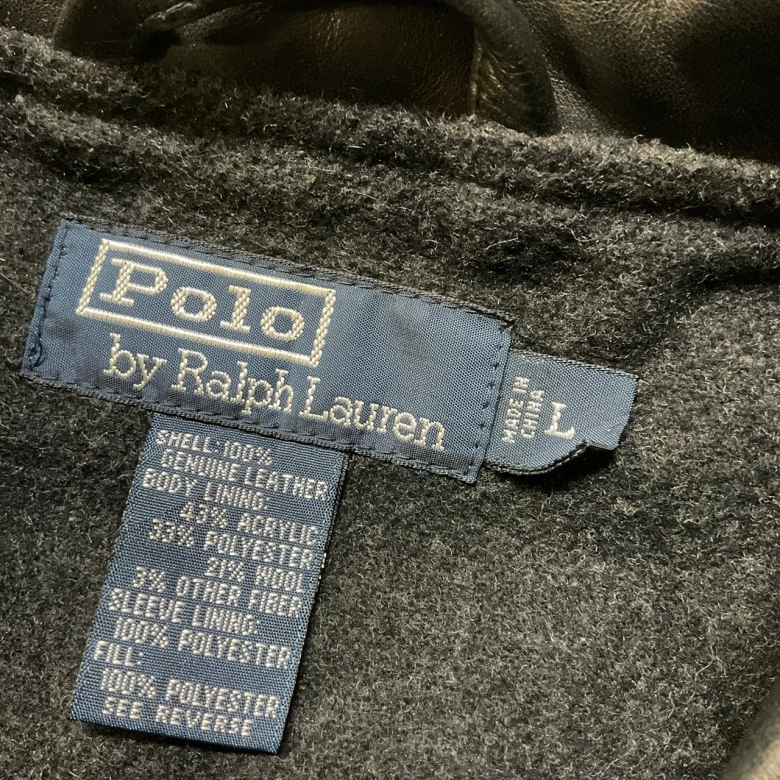 Polo
by Ralph Lauren
MADE IN
CHINA
L
SHELL: 100%
GENUINE LEATHER
BODY LINING:
43% ACRYLIC
33% POLYESTER
21% WOOL
3% OTHER FIBER
SLEEVE LINING:
100% POLYESTER
FILL:
100% POLYESTER
SEE REVERSE